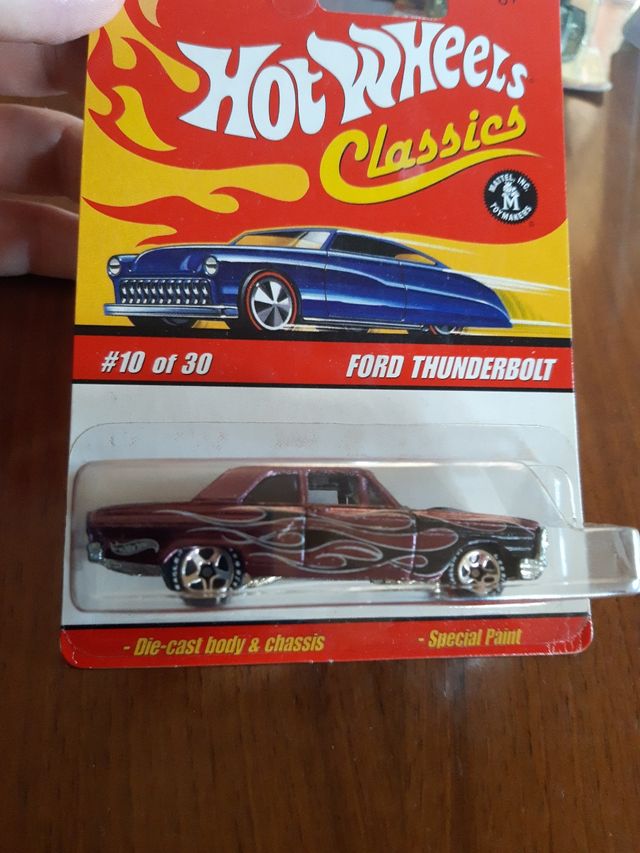 HOT WHEELS
Classics
MATTEL, INC.
M
TOYMAKERS
#10 of 30
FORD THUNDERBOLT
- Die-cast body & chassis
- Special Paint